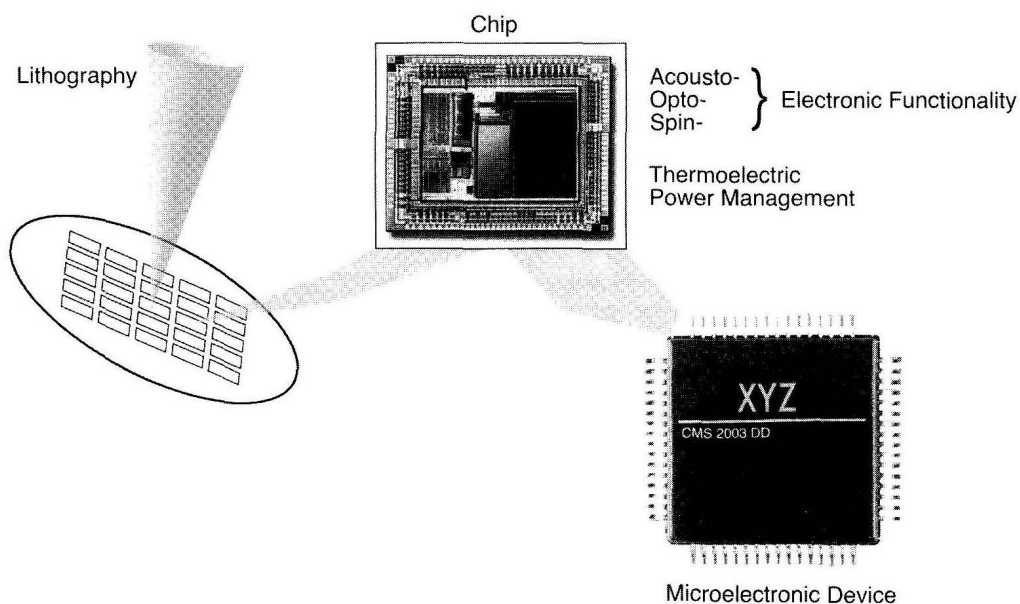 Chip
Lithography
Acousto-
Opto-
Spin-
} Electronic Functionality
Thermoelectric
Power Management
XYZ
CMS 2003 DD
Microelectronic Device